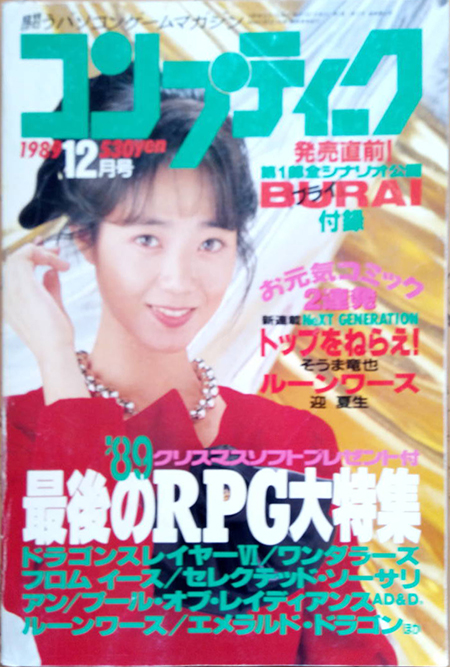 うパソコンゲームマガジン
コンプティーク
1989 12月号 530yen
発売直前!
第1部全シナリオ公開
BURAI
ブライ
付録
お元気コミック
2連発
新連載 NeXT GENERATION
トップをねらえ!
そうま竜也
ルーンワース
迎 夏生
'89 クリスマスソフトプレゼント付
最後のRPG大特集
ドラゴンスレイヤーVI/ワンダラーズ
フロム イース/セレクテッド・ソーサリ
アン/プール・オブ・レイディアンスAD&D®
ルーンワース/エメラルド・ドラゴン ほか